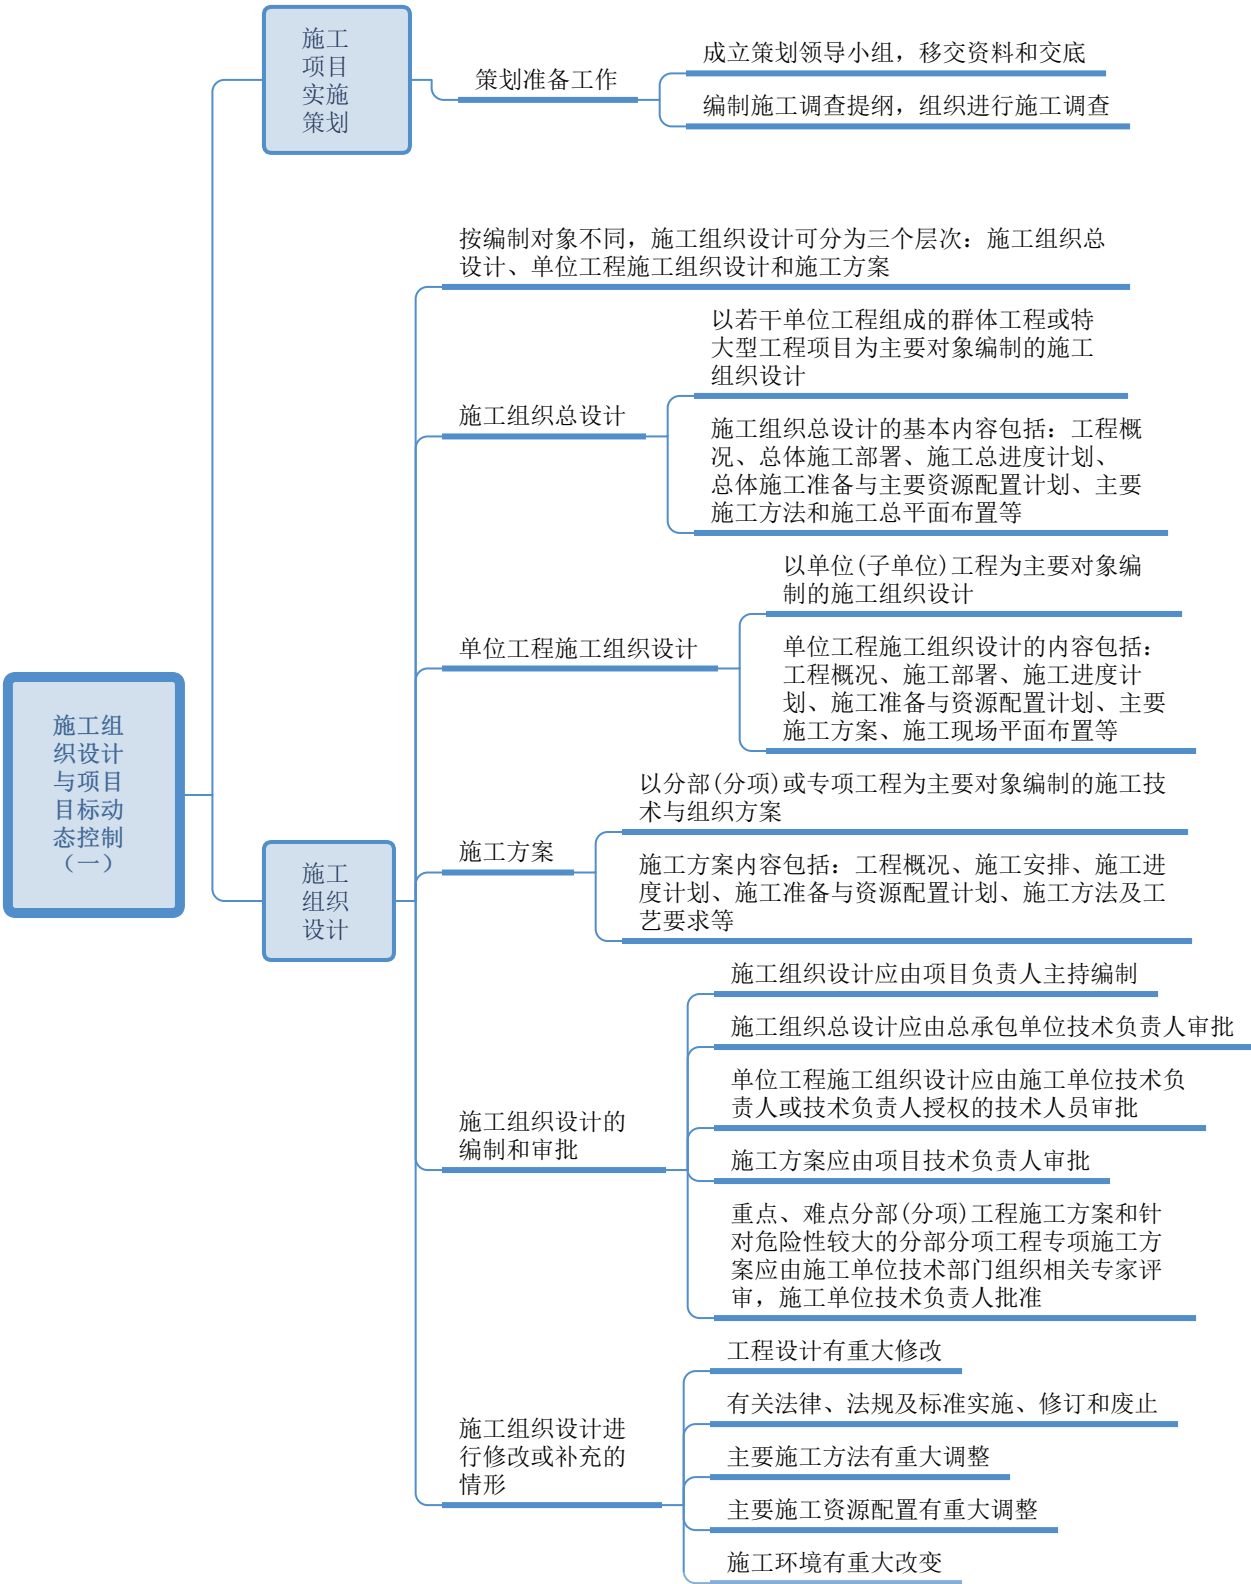 施工
项目
实施
策划
策划准备工作
成立策划领导小组，移交资料和交底
编制施工调查提纲，组织进行施工调查
施工组
织设计
与项目
目标动
态控制
（一）
施工
组织
设计
按编制对象不同，施工组织设计可分为三个层次：施工组织总
设计、单位工程施工组织设计和施工方案
施工组织总设计
以若干单位工程组成的群体工程或特
大型工程项目为主要对象编制的施工
组织设计
施工组织总设计的基本内容包括：工程概
况、总体施工部署、施工总进度计划、
总体施工准备与主要资源配置计划、主要
施工方法和施工总平面布置等
单位工程施工组织设计
以单位(子单位)工程为主要对象编
制的施工组织设计
单位工程施工组织设计的内容包括：
工程概况、施工部署、施工进度计
划、施工准备与资源配置计划、主要
施工方案、施工现场平面布置等
施工方案
以分部(分项)或专项工程为主要对象编制的施工技
术与组织方案
施工方案内容包括：工程概况、施工安排、施工进
度计划、施工准备与资源配置计划、施工方法及工
艺要求等
施工组织设计的
编制和审批
施工组织设计应由项目负责人主持编制
施工组织总设计应由总承包单位技术负责人审批
单位工程施工组织设计应由施工单位技术负
责人或技术负责人授权的技术人员审批
施工方案应由项目技术负责人审批
重点、难点分部(分项)工程施工方案和针
对危险性较大的分部分项工程专项施工方
案应由施工单位技术部门组织相关专家评
审，施工单位技术负责人批准
施工组织设计进
行修改或补充的
情形
工程设计有重大修改
有关法律、法规及标准实施、修订和废止
主要施工方法有重大调整
主要施工资源配置有重大调整
施工环境有重大改变